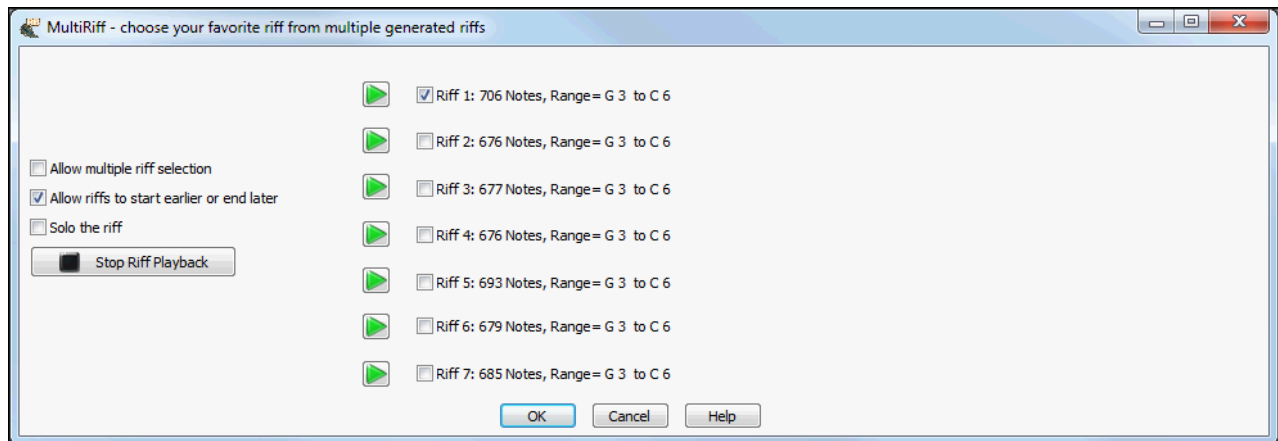 MultiRiff - choose your favorite riff from multiple generated riffs
Riff 1: 706 Notes, Range= G 3 to C 6
Riff 2: 676 Notes, Range= G 3 to C 6
Allow multiple riff selection
Riff 3: 677 Notes, Range= G 3 to C 6
Allow riffs to start earlier or end later
Solo the riff
Riff 4: 676 Notes, Range= G 3 to C 6
Stop Riff Playback
Riff 5: 693 Notes, Range= G 3 to C 6
Riff 6: 679 Notes, Range= G 3 to C 6
Riff 7: 685 Notes, Range= G 3 to C 6
OK Cancel Help